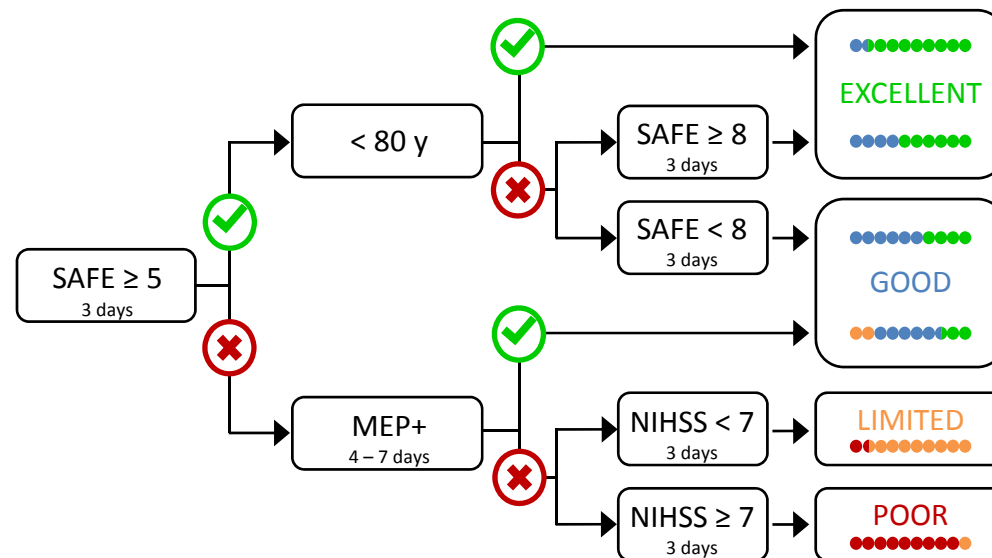 SAFE ≥ 5
3 days
< 80 y
MEP+
4 – 7 days
SAFE ≥ 8
3 days
SAFE < 8
3 days
NIHSS < 7
3 days
NIHSS ≥ 7
3 days
EXCELLENT
GOOD
LIMITED
POOR